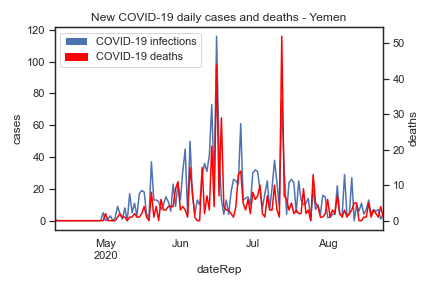 New COVID-19 daily cases and deaths - Yemen
COVID-19 infections
COVID-19 deaths
120
100
80
60
40
20
0
cases
50
40
30
20
10
0
deaths
May
2020
Jun
Jul
Aug
dateRep